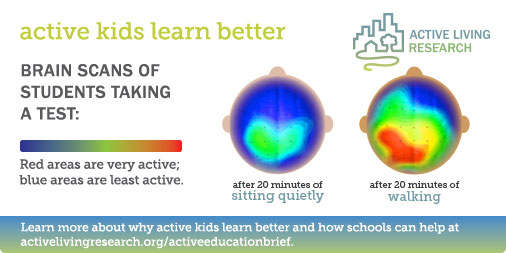 active kids learn better
ACTIVE LIVING
RESEARCH
BRAIN SCANS OF
STUDENTS TAKING
A TEST:
Red areas are very active;
blue areas are least active.
after 20 minutes of
sitting quietly
after 20 minutes of
walking
Learn more about why active kids learn better and how schools can help at
activelivingresearch.org/activeeducationbrief.